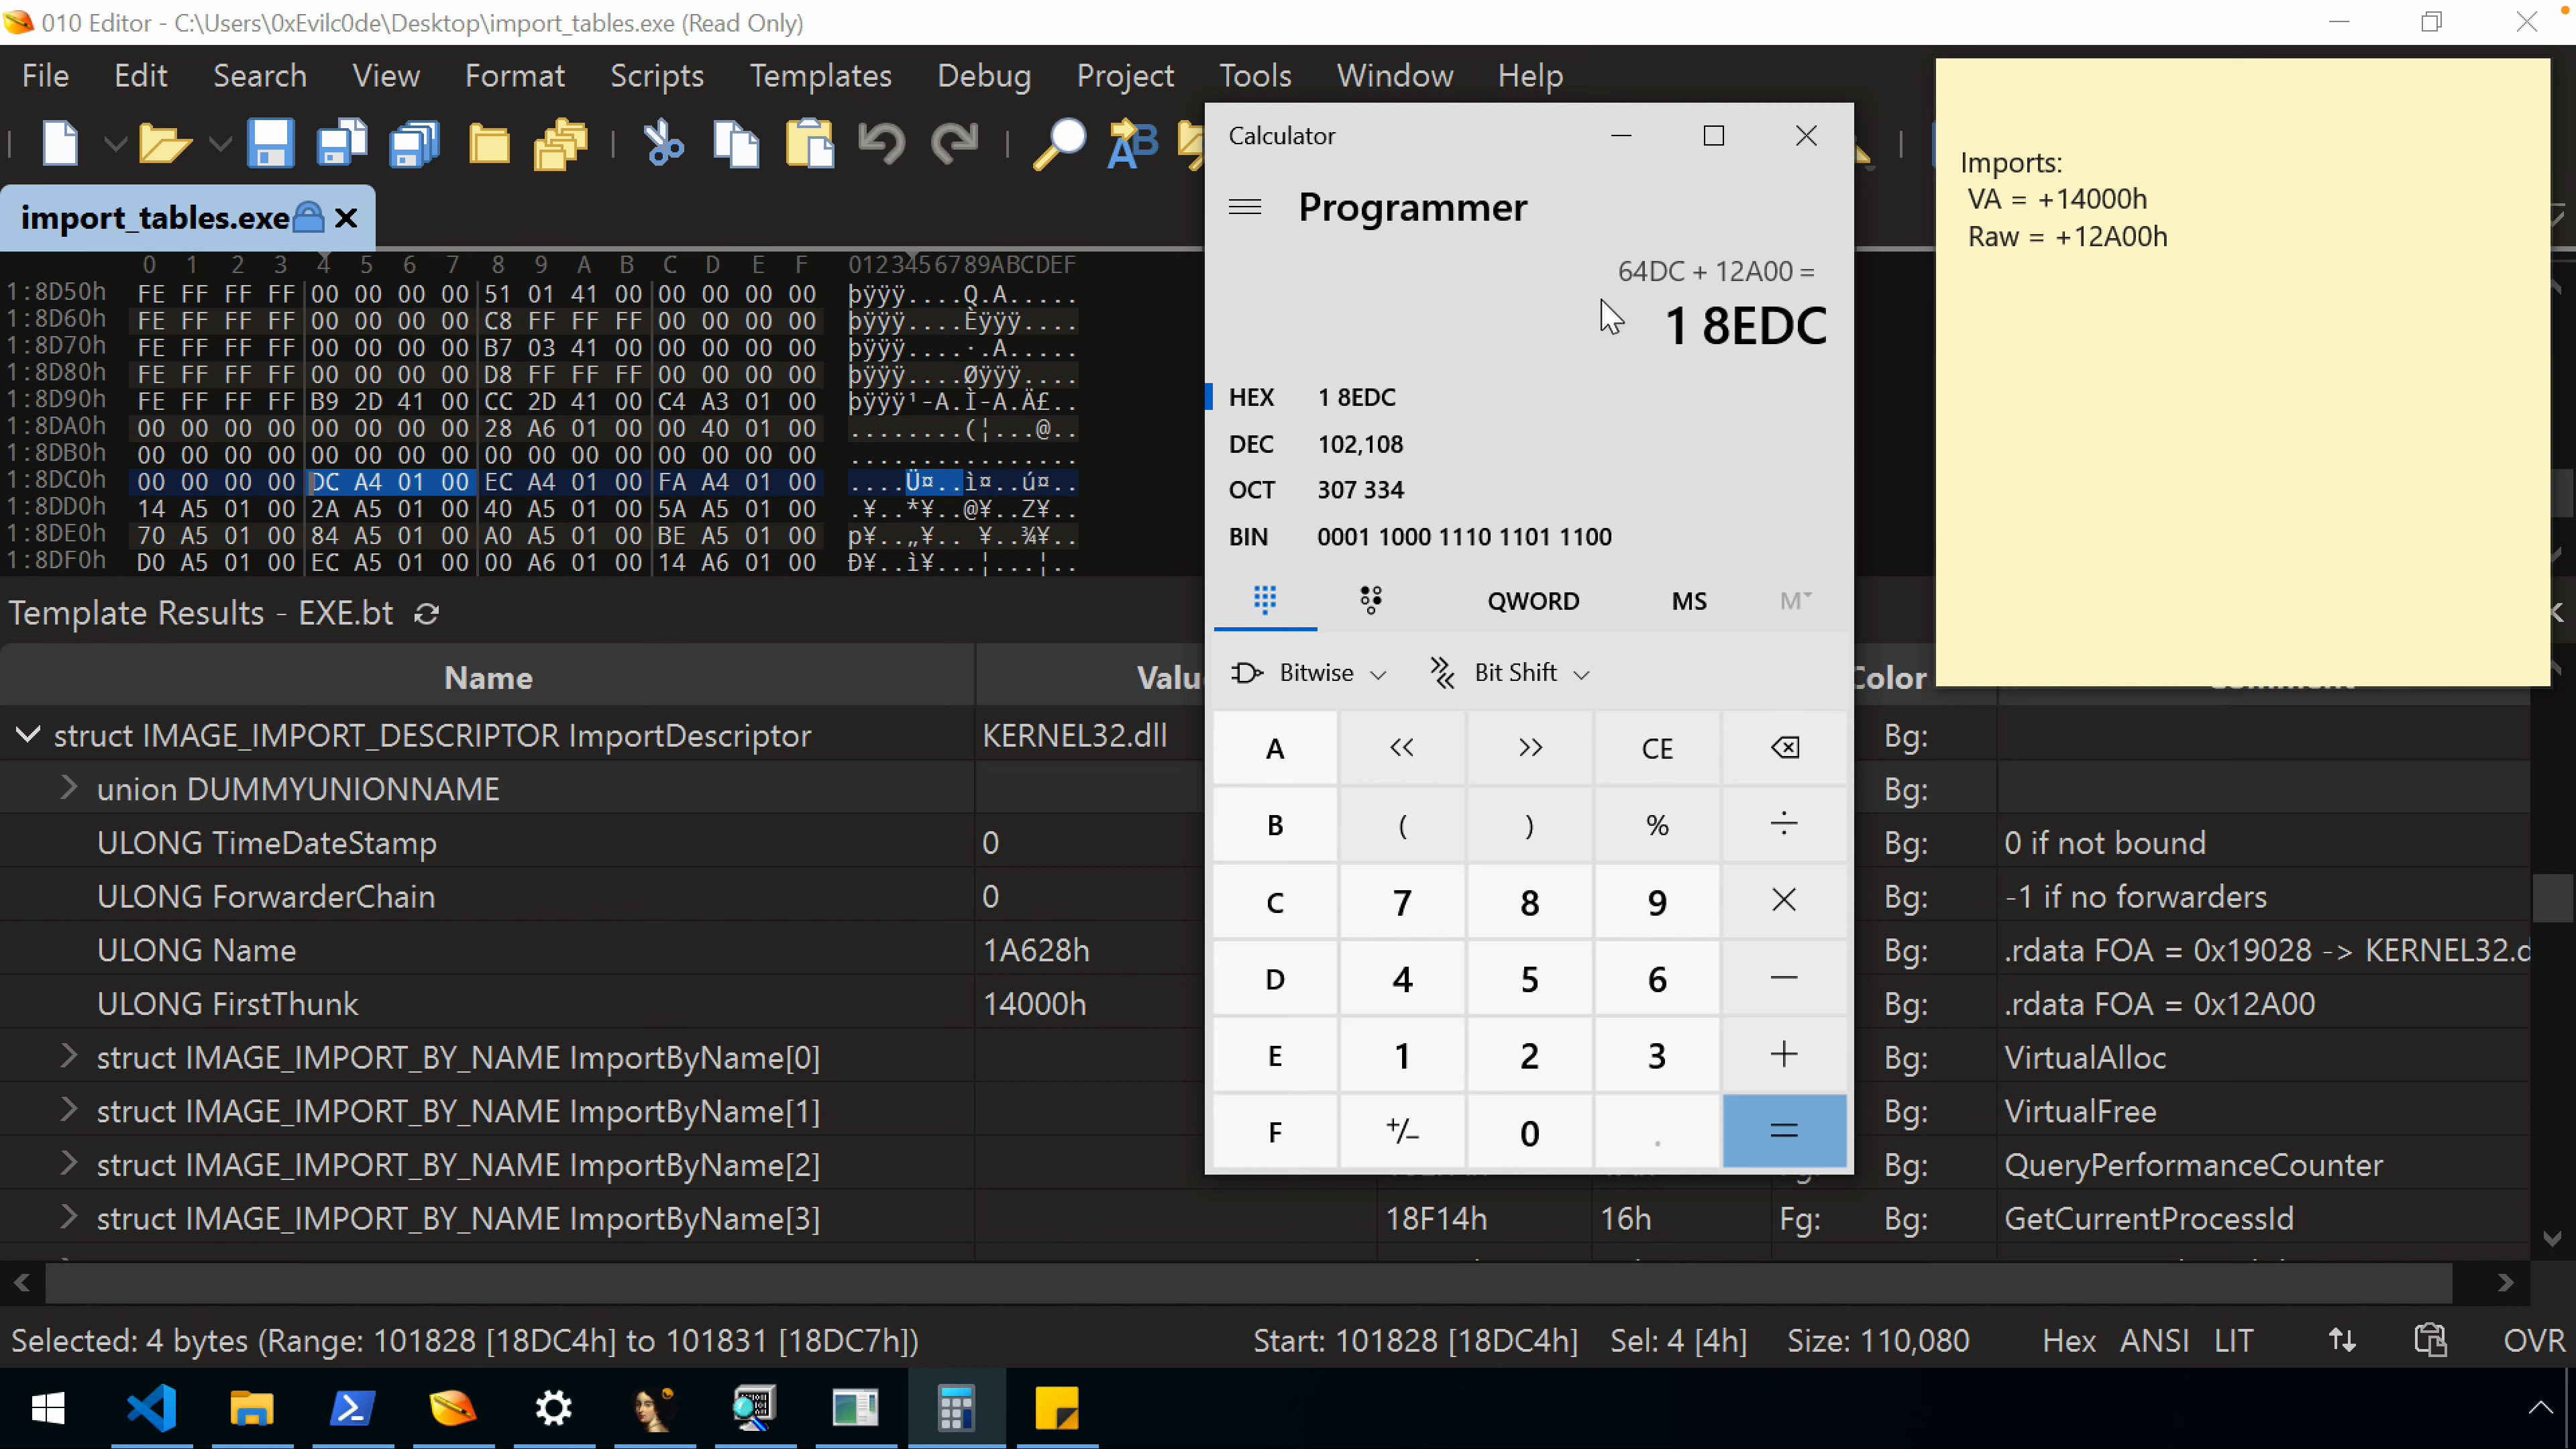 010 Editor - C:\Users\0xEvilc0de\Desktop\import_tables.exe (Read Only)
File Edit Search View Format Scripts Templates Debug Project Tools Window Help
import_tables.exe
0 1 2 3 4 5 6 7 8 9 A B C D E F 0123456789ABCDEF
1:8D50h FE FF FF FF 00 00 00 00 51 01 41 00 00 00 00 00 þÿÿÿ....Q.A.....
1:8D60h FE FF FF FF 00 00 00 00 C8 FF FF FF 00 00 00 00 þÿÿÿ....Èÿÿÿ....
1:8D70h FE FF FF FF 00 00 00 00 B7 03 41 00 00 00 00 00 þÿÿÿ....·.A.....
1:8D80h FE FF FF FF 00 00 00 00 D8 FF FF FF 00 00 00 00 þÿÿÿ....Øÿÿÿ....
1:8D90h FE FF FF FF B9 2D 41 00 CC 2D 41 00 C4 A3 01 00 þÿÿÿ¹-A.Ì-A.Ä£..
1:8DA0h 00 00 00 00 00 00 00 00 28 A6 01 00 00 40 01 00 ........(¦...@..
1:8DB0h 00 00 00 00 00 00 00 00 00 00 00 00 00 00 00 00 ................
1:8DC0h 00 00 00 00 DC A4 01 00 EC A4 01 00 FA A4 01 00 ....Ü¤..ì¤..ú¤..
1:8DD0h 14 A5 01 00 2A A5 01 00 40 A5 01 00 5A A5 01 00 .¥..*¥..@¥..Z¥..
1:8DE0h 70 A5 01 00 84 A5 01 00 A0 A5 01 00 BE A5 01 00 p¥..„¥.. ¥..¾¥..
1:8DF0h D0 A5 01 00 EC A5 01 00 00 A6 01 00 14 A6 01 00 Ð¥..ì¥...¦...¦..
Calculator
Programmer
64DC + 12A00 =
1 8EDC
HEX 1 8EDC
DEC 102,108
OCT 307 334
BIN 0001 1000 1110 1101 1100
QWORD MS M
Bitwise Bit Shift
A << >> CE
B ( ) % ÷
C 7 8 9 ×
D 4 5 6 −
E 1 2 3 +
F +/− 0 . =
Imports:
VA = +14000h
Raw = +12A00h
Template Results - EXE.bt
Name Valu Color
struct IMAGE_IMPORT_DESCRIPTOR ImportDescriptor KERNEL32.dll Bg:
union DUMMYUNIONNAME Bg:
ULONG TimeDateStamp 0 Bg: 0 if not bound
ULONG ForwarderChain 0 Bg: -1 if no forwarders
ULONG Name 1A628h Bg: .rdata FOA = 0x19028 -> KERNEL32.d
ULONG FirstThunk 14000h Bg: .rdata FOA = 0x12A00
struct IMAGE_IMPORT_BY_NAME ImportByName[0] Bg: VirtualAlloc
struct IMAGE_IMPORT_BY_NAME ImportByName[1] Bg: VirtualFree
struct IMAGE_IMPORT_BY_NAME ImportByName[2] Bg: QueryPerformanceCounter
struct IMAGE_IMPORT_BY_NAME ImportByName[3] 18F14h 16h Fg: Bg: GetCurrentProcessId
Selected: 4 bytes (Range: 101828 [18DC4h] to 101831 [18DC7h]) Start: 101828 [18DC4h] Sel: 4 [4h] Size: 110,080 Hex ANSI LIT OVR